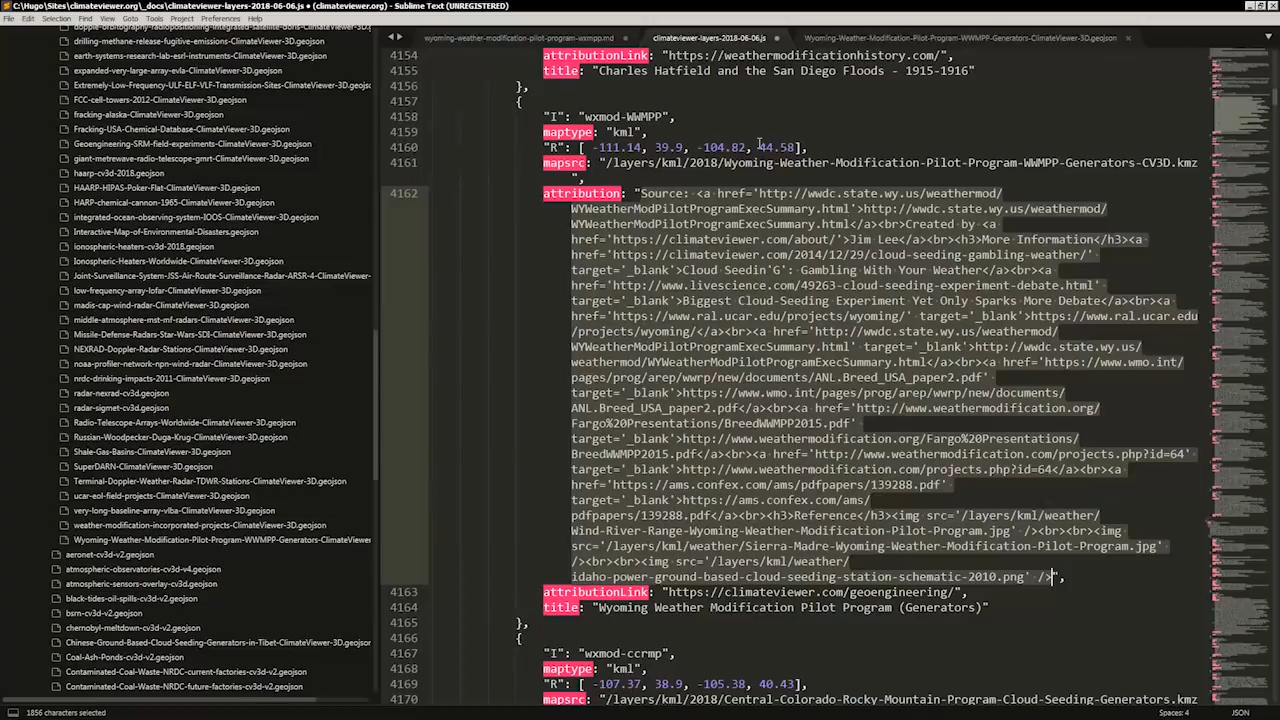 C:\Hugo\Sites\climateviewer.org\_docs\climateviewer-layers-2018-06-06.js • (climateviewer.org) - Sublime Text (UNREGISTERED)
File Edit Selection Find View Goto Tools Project Preferences Help
drilling-methane-release-fugitive-emissions-ClimateViewer-3D.geojson
earth-systems-research-lab-esrl-instruments-ClimateViewer-3D.geojson
expanded-very-large-array-evla-ClimateViewer-3D.geojson
Extremely-Low-Frequency-ULF-ELF-VLF-Transmission-Sites-ClimateViewer-3D.geojson
FCC-cell-towers-2012-ClimateViewer-3D.geojson
fracking-alaska-ClimateViewer-3D.geojson
Fracking-USA-Chemical-Database-ClimateViewer-3D.geojson
Geoengineering-SRM-field-projects-ClimateViewer-3D.geojson
giant-metrewave-radio-telescope-gmrt-ClimateViewer-3D.geojson
haarp-cv3d-2018.geojson
HAARP-HIPAS-Poker-Flat-ClimateViewer-3D.geojson
HARP-chemical-cannon-1965-ClimateViewer-3D.geojson
integrated-ocean-observing-system-IOOS-ClimateViewer-3D.geojson
Interactive-Map-of-Environmental-Disasters.geojson
ionospheric-heaters-cv3d-2018.geojson
Ionospheric-Heaters-Worldwide-ClimateViewer-3D.geojson
Joint-Surveillance-System-JSS-Air-Route-Surveillance-Radar-ARSR-4-ClimateViewer-3D.geojson
low-frequency-array-lofar-ClimateViewer-3D.geojson
madis-cap-wind-radar-ClimateViewer-3D.geojson
middle-atmosphere-mst-mf-radars-ClimateViewer-3D.geojson
Missile-Defense-Radars-Star-Wars-SDI-ClimateViewer-3D.geojson
NEXRAD-Doppler-Radar-Stations-ClimateViewer-3D.geojson
noaa-profiler-network-npn-wind-radar-ClimateViewer-3D.geojson
nrdc-drinking-impacts-2011-ClimateViewer-3D.geojson
radar-nexrad-cv3d.geojson
radar-sigmet-cv3d.geojson
Radio-Telescope-Arrays-Worldwide-ClimateViewer-3D.geojson
Russian-Woodpecker-Duga-Krug-ClimateViewer-3D.geojson
Shale-Gas-Basins-ClimateViewer-3D.geojson
SuperDARN-ClimateViewer-3D.geojson
Terminal-Doppler-Weather-Radar-TDWR-Stations-ClimateViewer-3D.geojson
ucar-eol-field-projects-ClimateViewer-3D.geojson
very-long-baseline-array-vlba-ClimateViewer-3D.geojson
weather-modification-incorporated-projects-ClimateViewer-3D.geojson
Wyoming-Weather-Modification-Pilot-Program-WWMPP-Generators-ClimateViewer-3D
aeronet-cv3d-v2.geojson
atmospheric-observatories-cv3d-v4.geojson
atmospheric-sensors-overlay-cv3d.geojson
black-tides-oil-spills-cv3d-v2.geojson
bsrn-cv3d-v2.geojson
chernobyl-meltdown-cv3d-v2.geojson
Chinese-Ground-Based-Cloud-Seeding-Generators-in-Tibet-ClimateViewer-3D.geojson
Coal-Ash-Ponds-cv3d-v2.geojson
Contaminated-Coal-Waste-NRDC-current-factories-cv3d-v2.geojson
Contaminated-Coal-Waste-NRDC-future-factories-cv3d-v2.geojson
wyoming-weather-modification-pilot-program-wxmpp.md
climateviewer-layers-2018-06-06.js
Wyoming-Weather-Modification-Pilot-Program-WWMPP-Generators-ClimateViewer-3D.geojson
4154 attributionLink: "https://weathermodificationhistory.com/",
4155 title: "Charles Hatfield and the San Diego Floods - 1915-1916"
4156 },
4157 {
4158 "I": "wxmod-WWMPP",
4159 maptype: "kml",
4160 "R": [ -111.14, 39.9, -104.82, 44.58],
4161 mapsrc: "/layers/kml/2018/Wyoming-Weather-Modification-Pilot-Program-WWMPP-Generators-CV3D.kmz
",
4162 attribution: "Source: <a href='http://wwdc.state.wy.us/weathermod/
WYWeatherModPilotProgramExecSummary.html'>http://wwdc.state.wy.us/weathermod/
WYWeatherModPilotProgramExecSummary.html</a><br>Created by <a
href='https://climateviewer.com/about/'>Jim Lee</a><br><h3>More Information</h3><a
href='https://climateviewer.com/2014/12/29/cloud-seeding-gambling-weather/'
target='_blank'>Cloud Seedin'G': Gambling With Your Weather</a><br><a
href='http://www.livescience.com/49263-cloud-seeding-experiment-debate.html'
target='_blank'>Biggest Cloud-Seeding Experiment Yet Only Sparks More Debate</a><br><a
href='https://www.ral.ucar.edu/projects/wyoming/' target='_blank'>https://www.ral.ucar.edu
/projects/wyoming/</a><br><a href='http://wwdc.state.wy.us/weathermod/
WYWeatherModPilotProgramExecSummary.html' target='_blank'>http://wwdc.state.wy.us/
weathermod/WYWeatherModPilotProgramExecSummary.html</a><br><a href='https://www.wmo.int/
pages/prog/arep/wwrp/new/documents/ANL.Breed_USA_paper2.pdf'
target='_blank'>https://www.wmo.int/pages/prog/arep/wwrp/new/documents/
ANL.Breed_USA_paper2.pdf</a><br><a href='http://www.weathermodification.org/
Fargo%20Presentations/BreedWWMPP2015.pdf'
target='_blank'>http://www.weathermodification.org/Fargo%20Presentations/
BreedWWMPP2015.pdf</a><br><a href='http://www.weathermodification.com/projects.php?id=64'
target='_blank'>http://www.weathermodification.com/projects.php?id=64</a><br><a
href='https://ams.confex.com/ams/pdfpapers/139288.pdf'
target='_blank'>https://ams.confex.com/ams/
pdfpapers/139288.pdf</a><br><h3>Reference</h3><img src='/layers/kml/weather/
Wind-River-Range-Wyoming-Weather-Modification-Pilot-Program.jpg' /><br><br><img
src='/layers/kml/weather/Sierra-Madre-Wyoming-Weather-Modification-Pilot-Program.jpg'
/><br><br><img src='/layers/kml/weather/
idaho-power-ground-based-cloud-seeding-station-schematic-2010.png' />",
4163 attributionLink: "https://climateviewer.com/geoengineering/",
4164 title: "Wyoming Weather Modification Pilot Program (Generators)"
4165 },
4166 {
4167 "I": "wxmod-ccrmp",
4168 maptype: "kml",
4169 "R": [ -107.37, 38.9, -105.38, 40.43],
4170 mapsrc: "/layers/kml/2018/Central-Colorado-Rocky-Mountain-Program-Cloud-Seeding-Generators.kmz
1856 characters selected
Spaces: 4
JSON